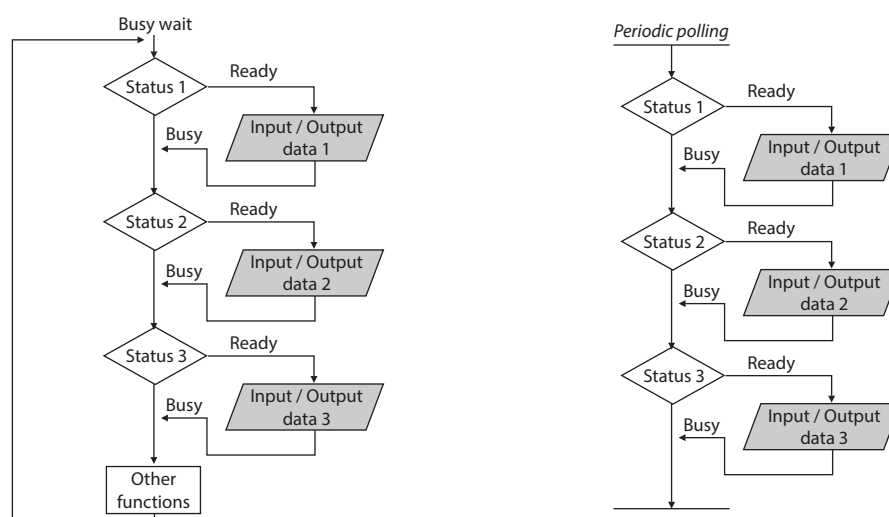 Busy wait
Status 1
Ready
Input / Output
data 1
Busy
Status 2
Ready
Input / Output
data 2
Busy
Status 3
Ready
Input / Output
data 3
Busy
Other
functions
Periodic polling
Status 1
Ready
Input / Output
data 1
Busy
Status 2
Ready
Input / Output
data 2
Busy
Status 3
Ready
Input / Output
data 3
Busy